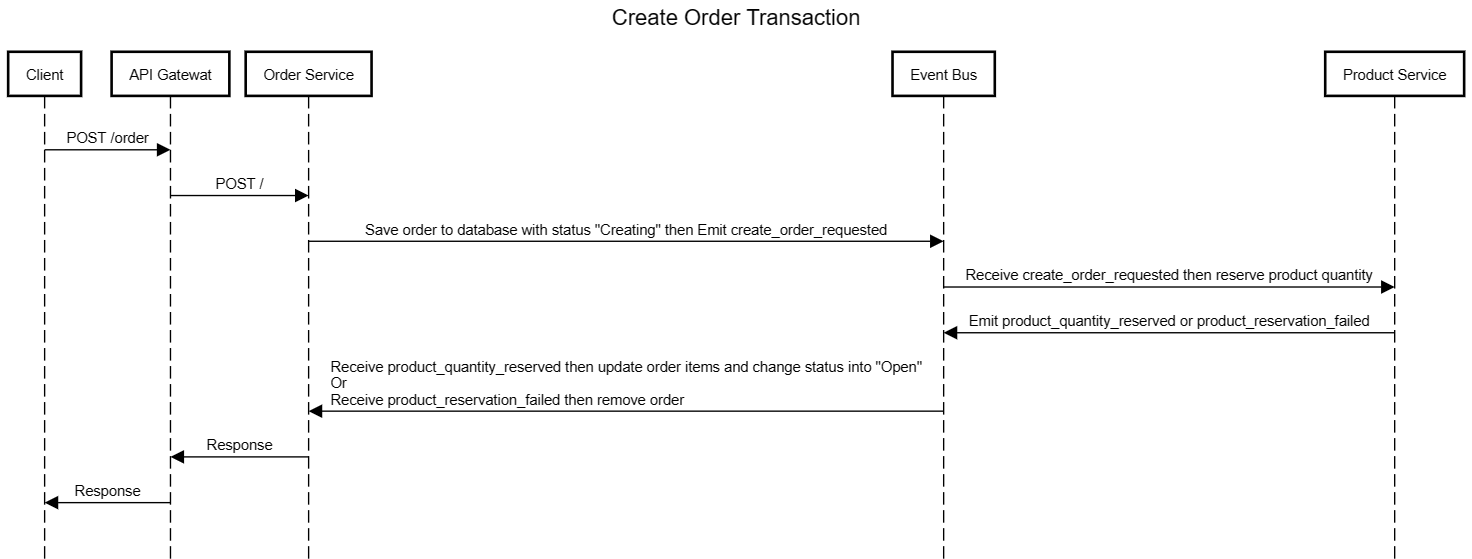 Create Order Transaction
Client
API Gatewat
Order Service
Event Bus
Product Service
POST /order
POST /
Save order to database with status "Creating" then Emit create_order_requested
Receive create_order_requested then reserve product quantity
Emit product_quantity_reserved or product_reservation_failed
Receive product_quantity_reserved then update order items and change status into "Open"
Or
Receive product_reservation_failed then remove order
Response
Response